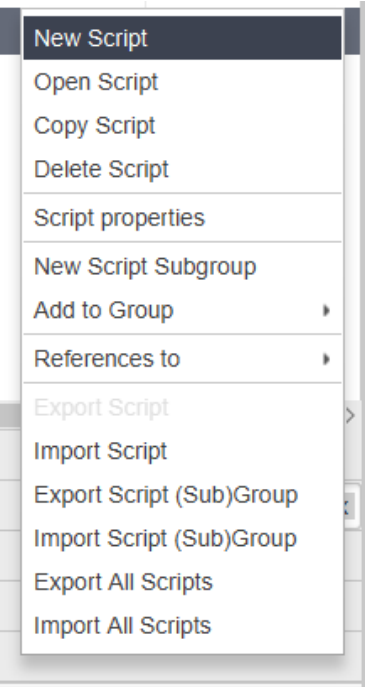 New Script
Open Script
Copy Script
Delete Script
Script properties
New Script Subgroup
Add to Group
References to
Export Script
Import Script
Export Script (Sub)Group
Import Script (Sub)Group
Export All Scripts
Import All Scripts